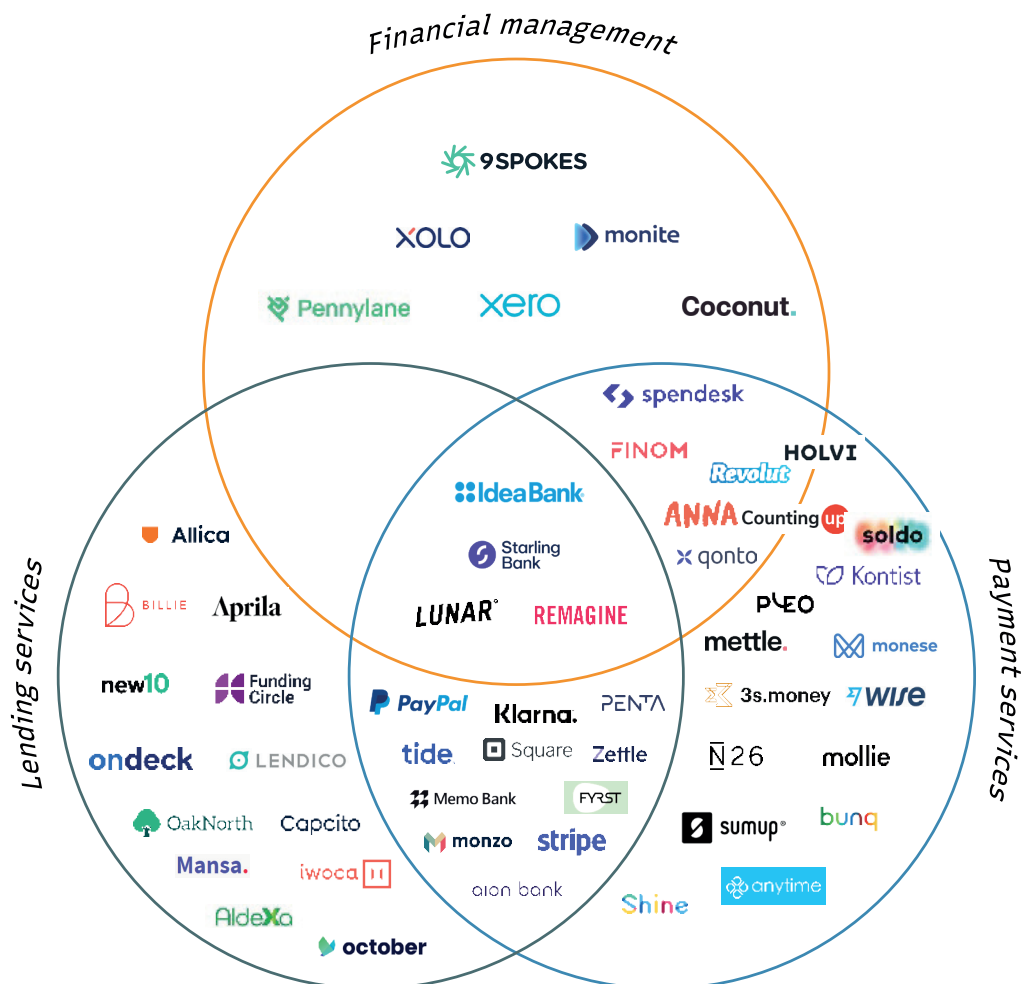 Financial management
9SPOKES
XOLO
monite
Pennylane
xero
Coconut.
spendesk
FINOM
HOLVI
Revolut
IdeaBank
ANNA
Counting up
soldo
Allica
Starling
Bank
qonto
Kontist
BILLIE
Aprila
LUNAR®
REMAGINE
PLEO
mettle.
monese
Lending services
payment services
new10
Funding
Circle
PayPal
Klarna.
PENTA
3s.money
WISE
ondeck
LENDICO
tide
Square
Zettle
N26
mollie
OakNorth
Capcito
Memo Bank
FYRST
sumup®
bunq
Mansa.
iwoca
monzo
stripe
aion bank
anytime
Shine
AldeXa
october